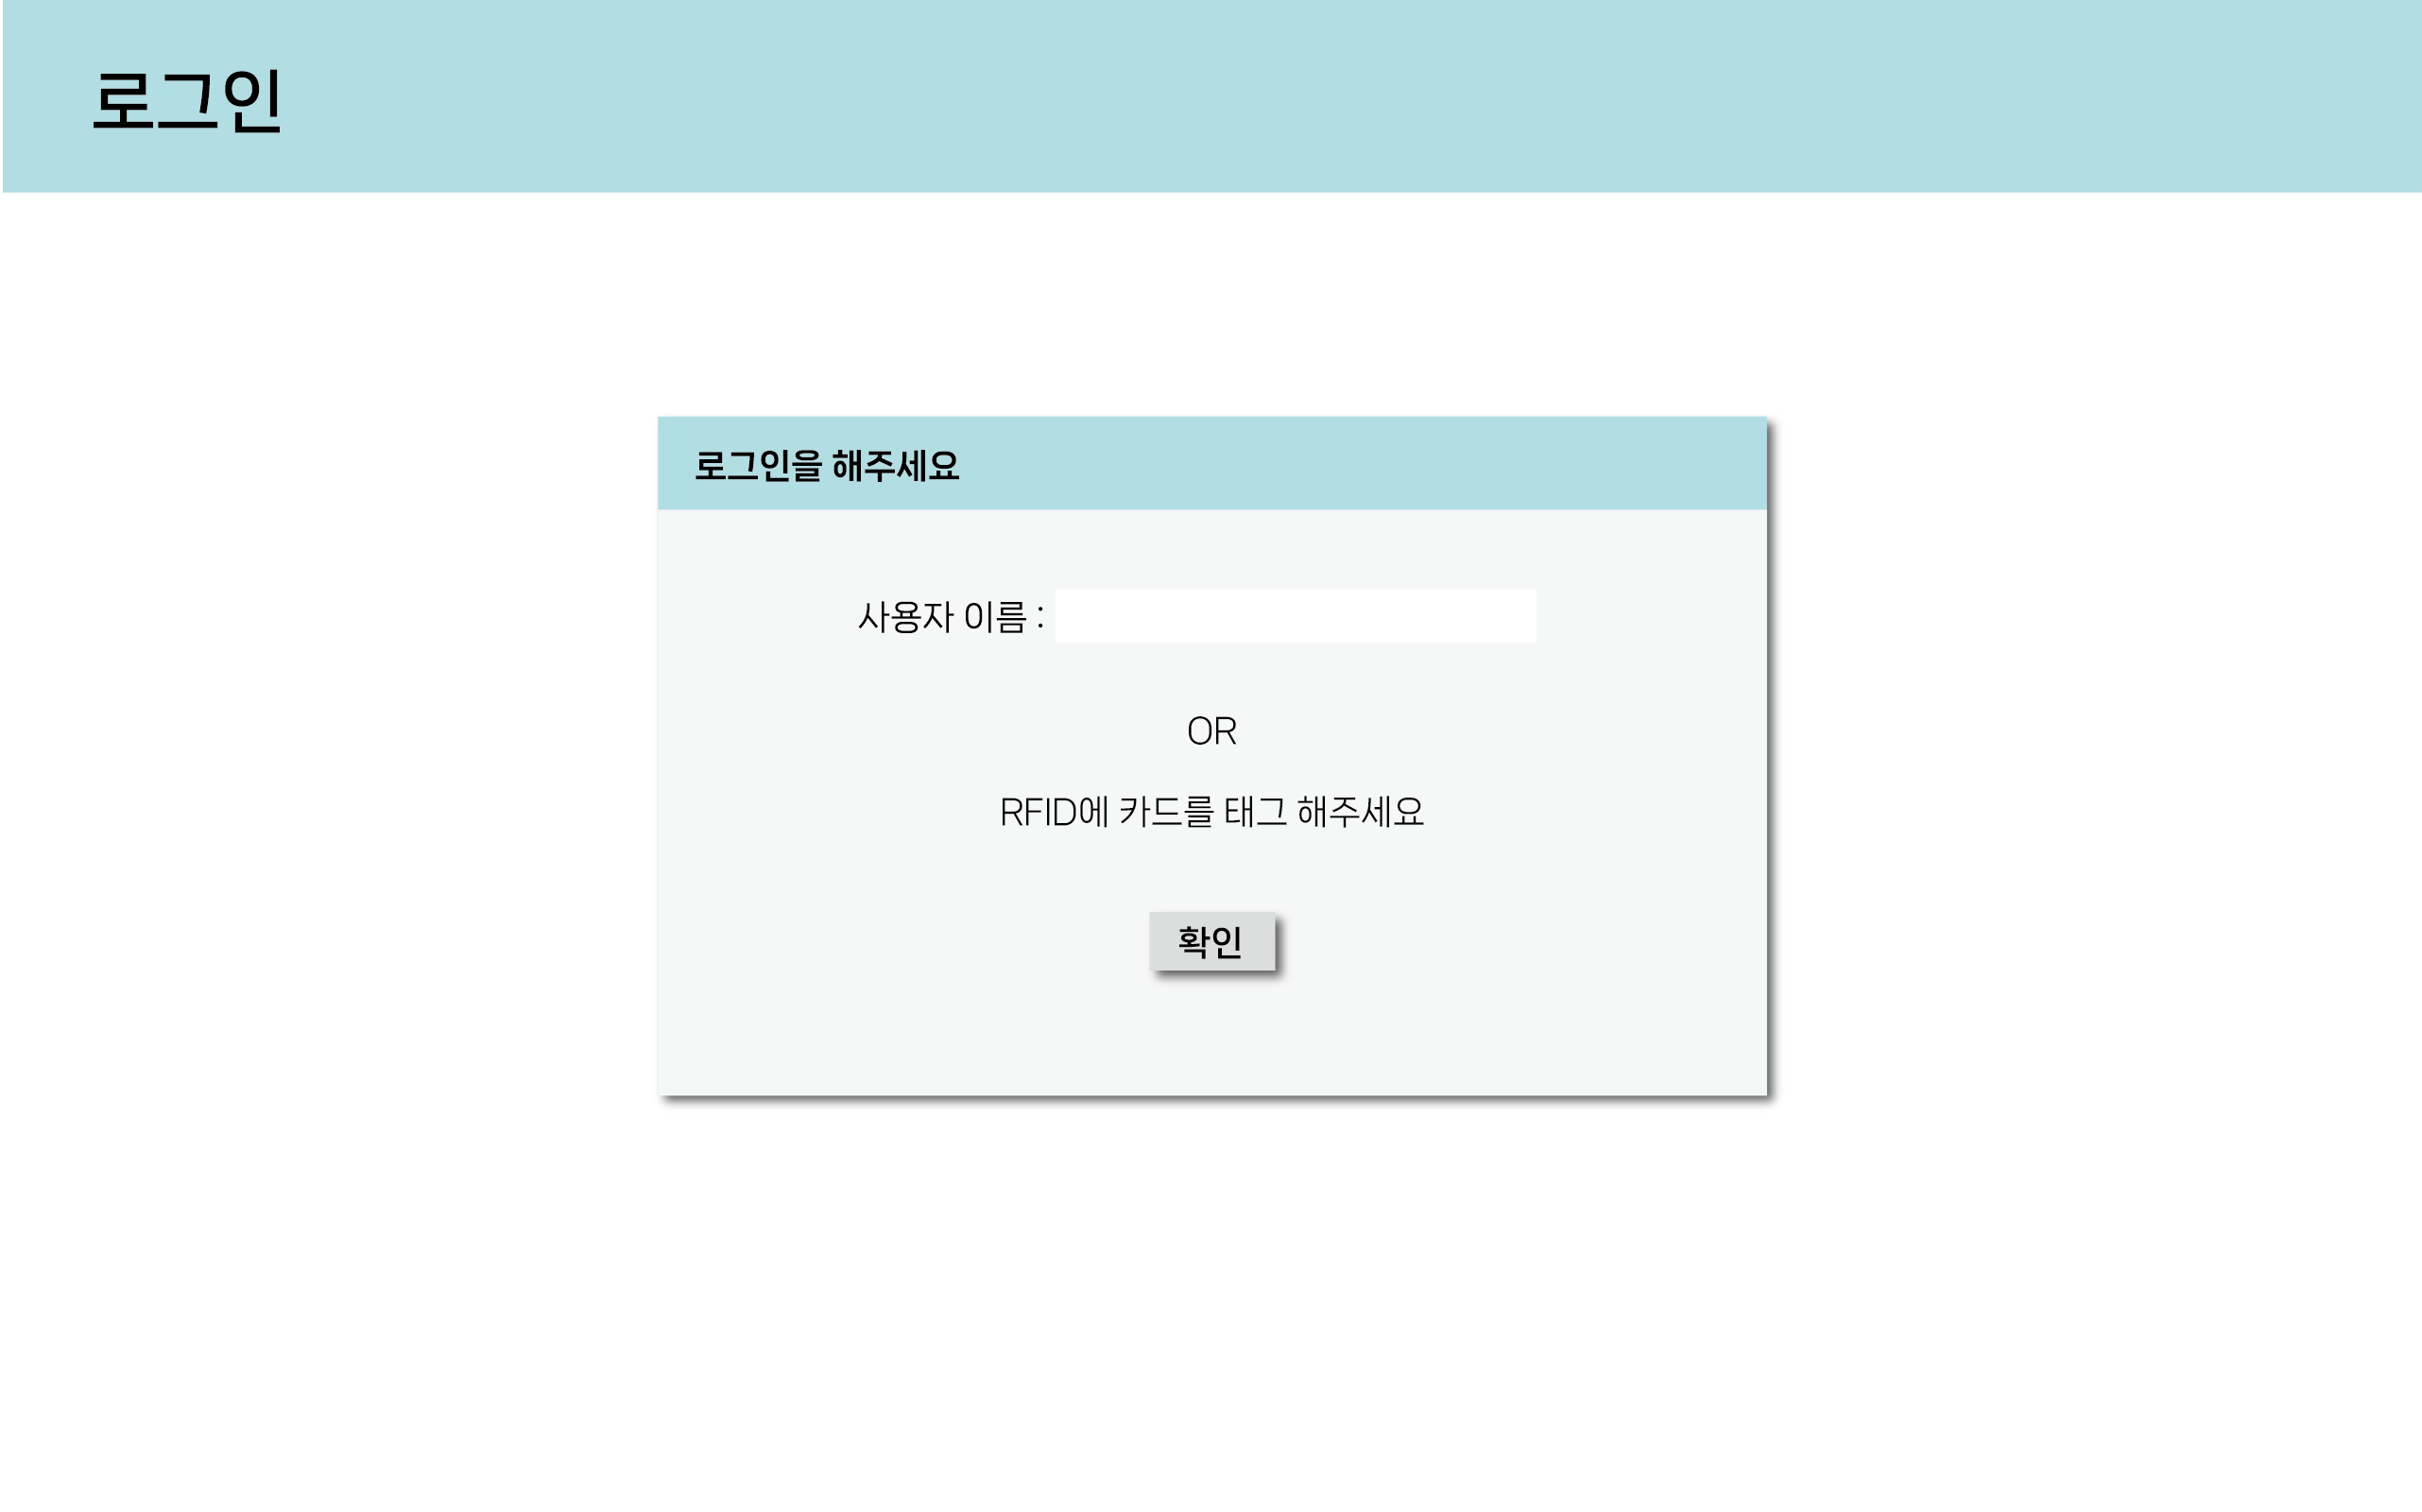 로그인
로그인을 해주세요
사용자 이름 :
OR
RFID에 카드를 태그 해주세요
확인